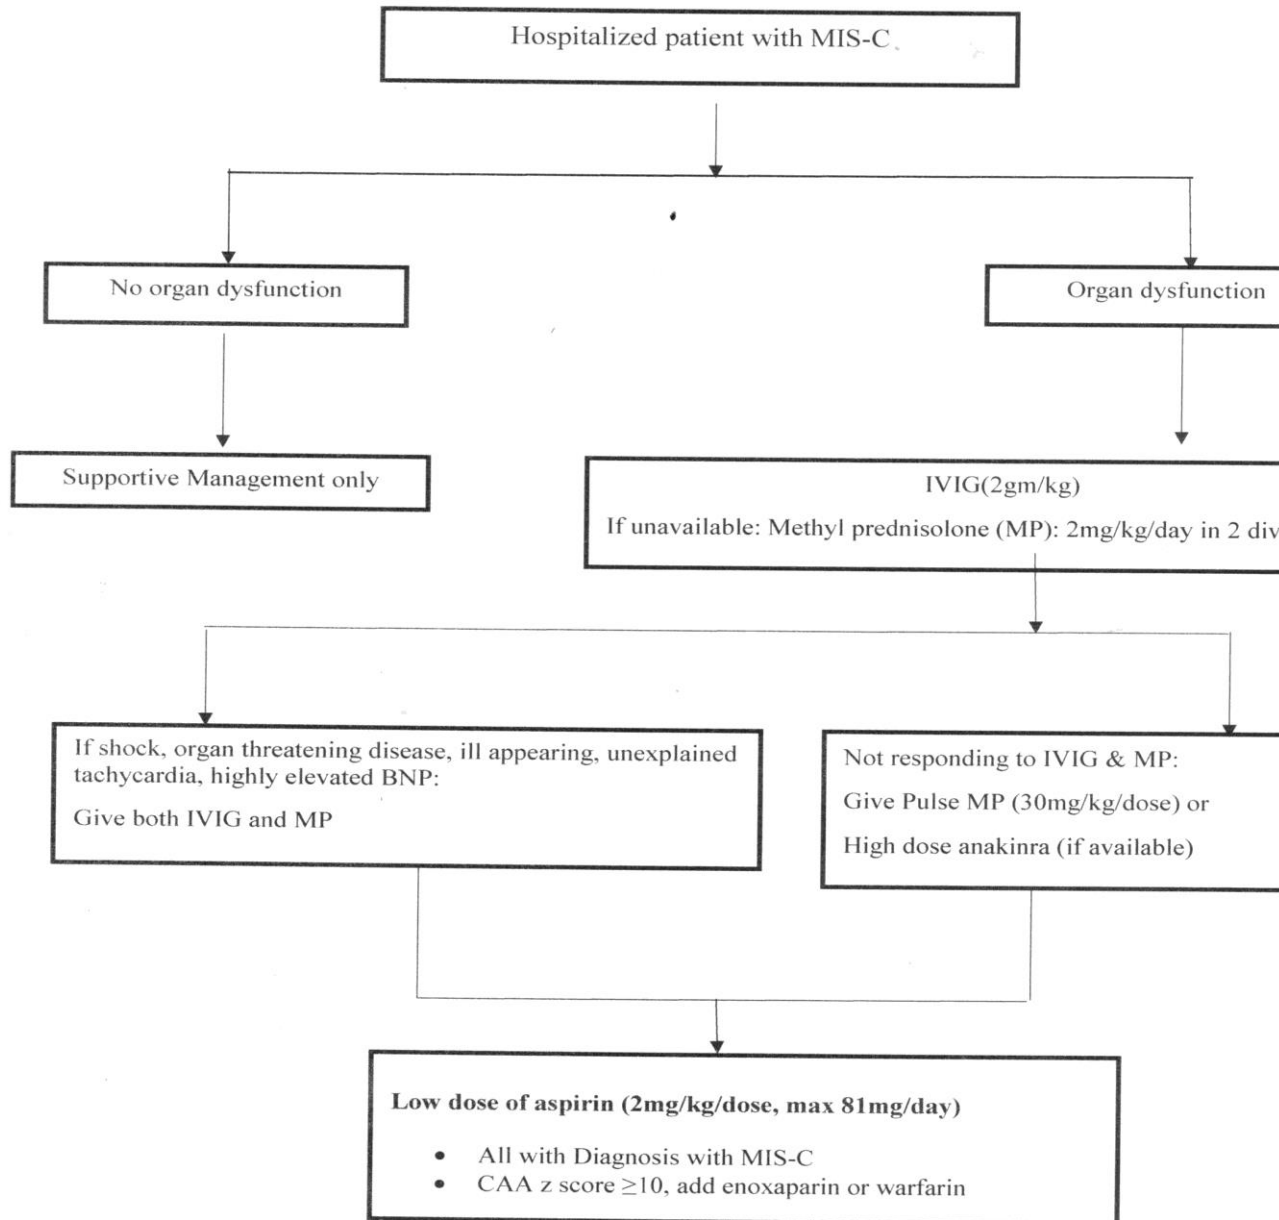 Hospitalized patient with MIS-C
No organ dysfunction
Organ dysfunction
Supportive Management only
IVIG(2gm/kg)
If unavailable: Methyl prednisolone (MP): 2mg/kg/day in 2 div
If shock, organ threatening disease, ill appearing, unexplained
tachycardia, highly elevated BNP:
Give both IVIG and MP
Not responding to IVIG & MP:
Give Pulse MP (30mg/kg/dose) or
High dose anakinra (if available)
Low dose of aspirin (2mg/kg/dose, max 81mg/day)
• All with Diagnosis with MIS-C
• CAA z score ≥10, add enoxaparin or warfarin